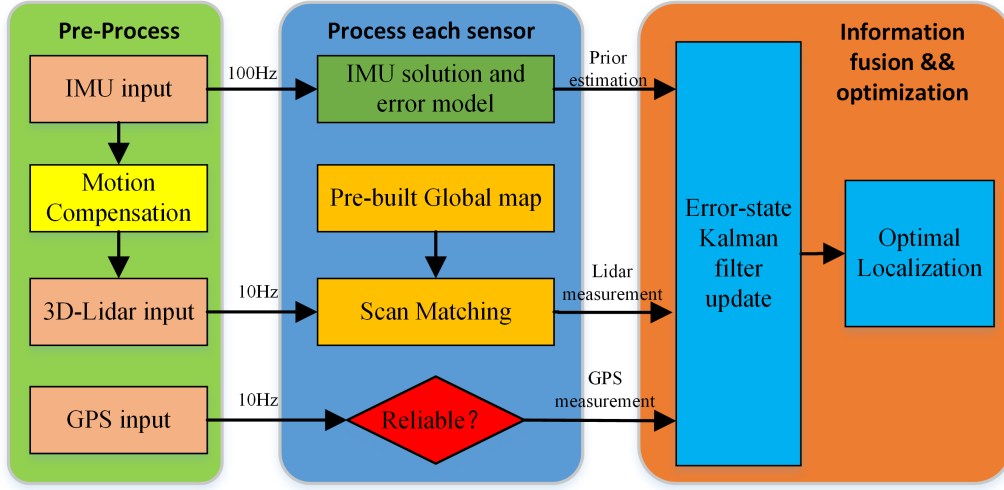 Pre-Process
IMU input
Motion
Compensation
3D-Lidar input
GPS input
100Hz
10Hz
10Hz
Process each sensor
IMU solution and
error model
Pre-built Global map
Scan Matching
Reliable?
Prior
estimation
Lidar
measurement
GPS
measurement
Information
fusion &&
optimization
Error-state
Kalman
filter
update
Optimal
Localization